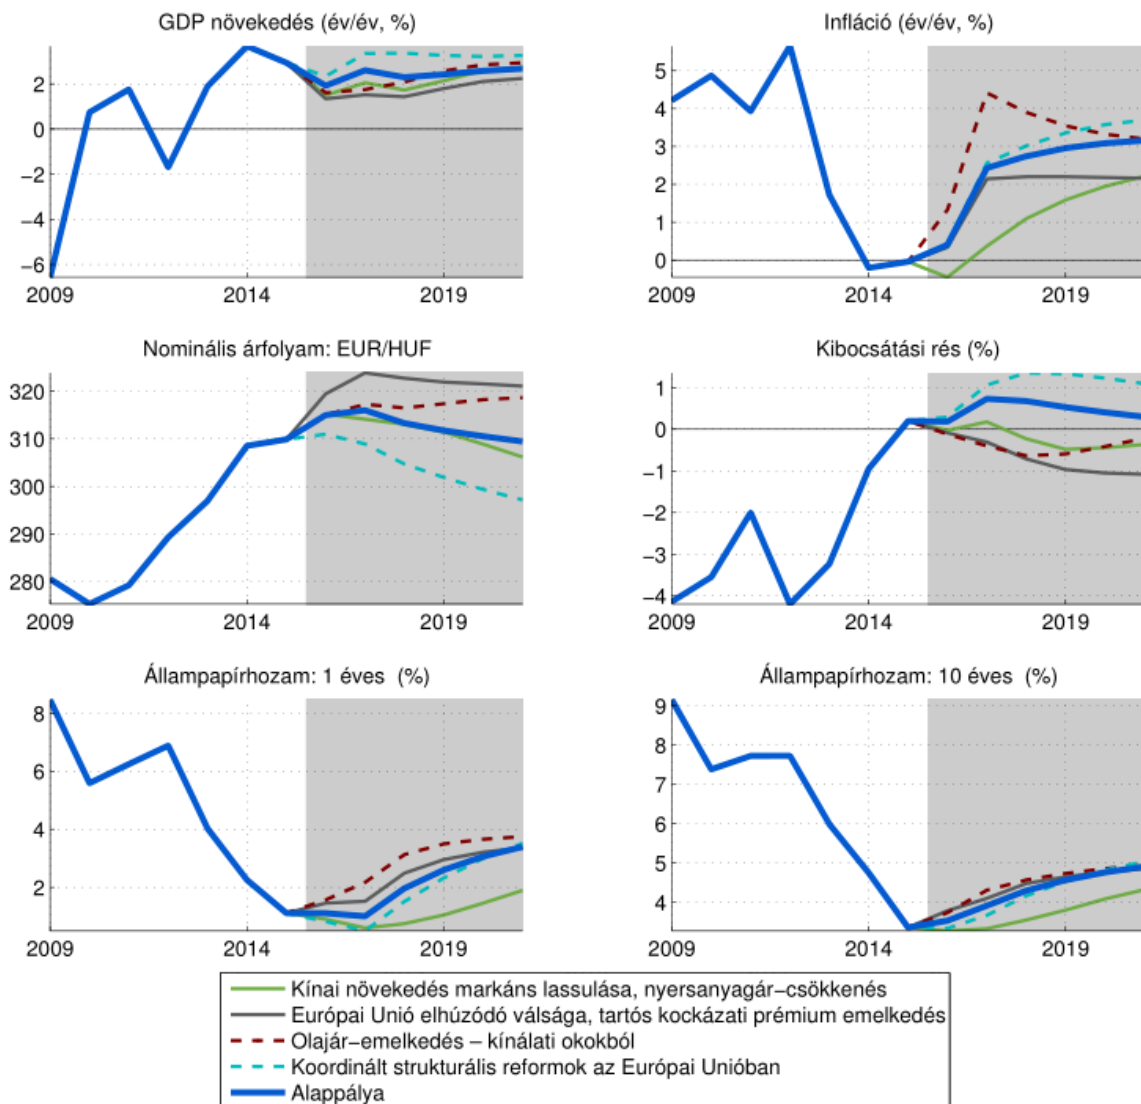 GDP növekedés (év/év, %)
2
0
−2
−4
−6
2009 2014 2019
Infláció (év/év, %)
5
4
3
2
1
0
2009 2014 2019
Nominális árfolyam: EUR/HUF
320
310
300
290
280
2009 2014 2019
Kibocsátási rés (%)
1
0
−1
−2
−3
−4
2009 2014 2019
Állampapírhozam: 1 éves (%)
8
6
4
2
2009 2014 2019
Állampapírhozam: 10 éves (%)
9
8
7
6
5
4
2009 2014 2019
Kínai növekedés markáns lassulása, nyersanyagár−csökkenés
Európai Unió elhúzódó válsága, tartós kockázati prémium emelkedés
Olajár−emelkedés – kínálati okokból
Koordinált strukturális reformok az Európai Unióban
Alappálya